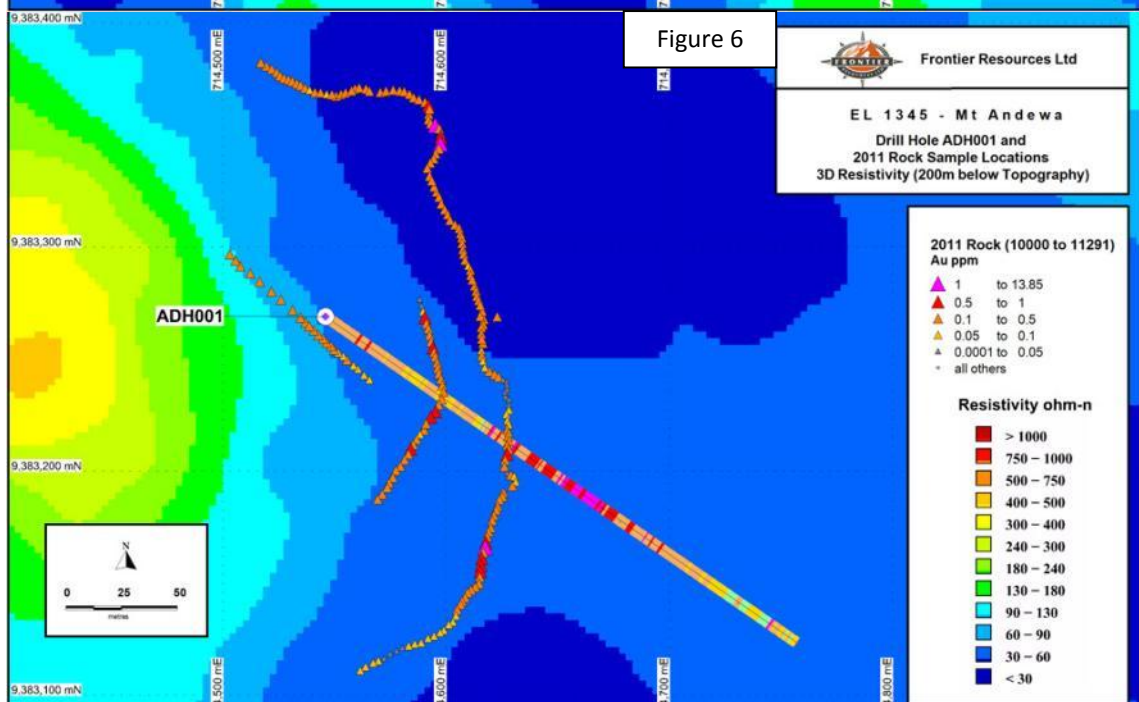 9,383,400 mN
714,500 mE
714,600 mE
Figure 6
FRONTIER
Frontier Resources Ltd
EL 1345 - Mt Andewa
Drill Hole ADH001 and
2011 Rock Sample Locations
3D Resistivity (200m below Topography)
9,383,300 mN
ADH001
2011 Rock (10000 to 11291)
Au ppm
1 to 13.85
0.5 to 1
0.1 to 0.5
0.05 to 0.1
0.0001 to 0.05
all others
Resistivity ohm-n
> 1000
750 – 1000
500 – 750
400 – 500
300 – 400
240 – 300
180 – 240
130 – 180
90 – 130
60 – 90
30 – 60
< 30
9,383,200 mN
N
0 25 50
metres
9,383,100 mN
714,500 mE
714,600 mE
714,700 mE